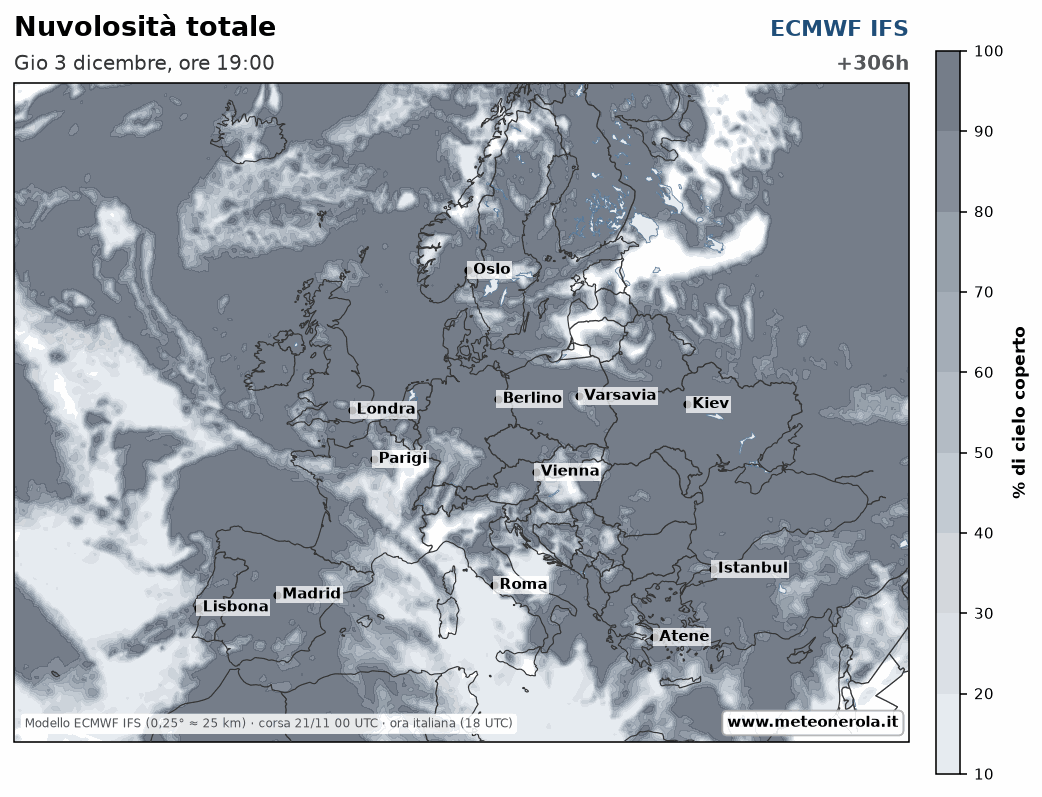 Nuvolosità totale
ECMWF IFS
Gio 3 dicembre, ore 19:00
+306h
100
90
80
70
60
50
40
30
20
10
% di cielo coperto
Oslo
Londra
Berlino
Varsavia
Kiev
Parigi
Vienna
Istanbul
Roma
Madrid
Lisbona
Atene
Modello ECMWF IFS (0,25° ≈ 25 km) · corsa 21/11 00 UTC · ora italiana (18 UTC)
www.meteonerola.it